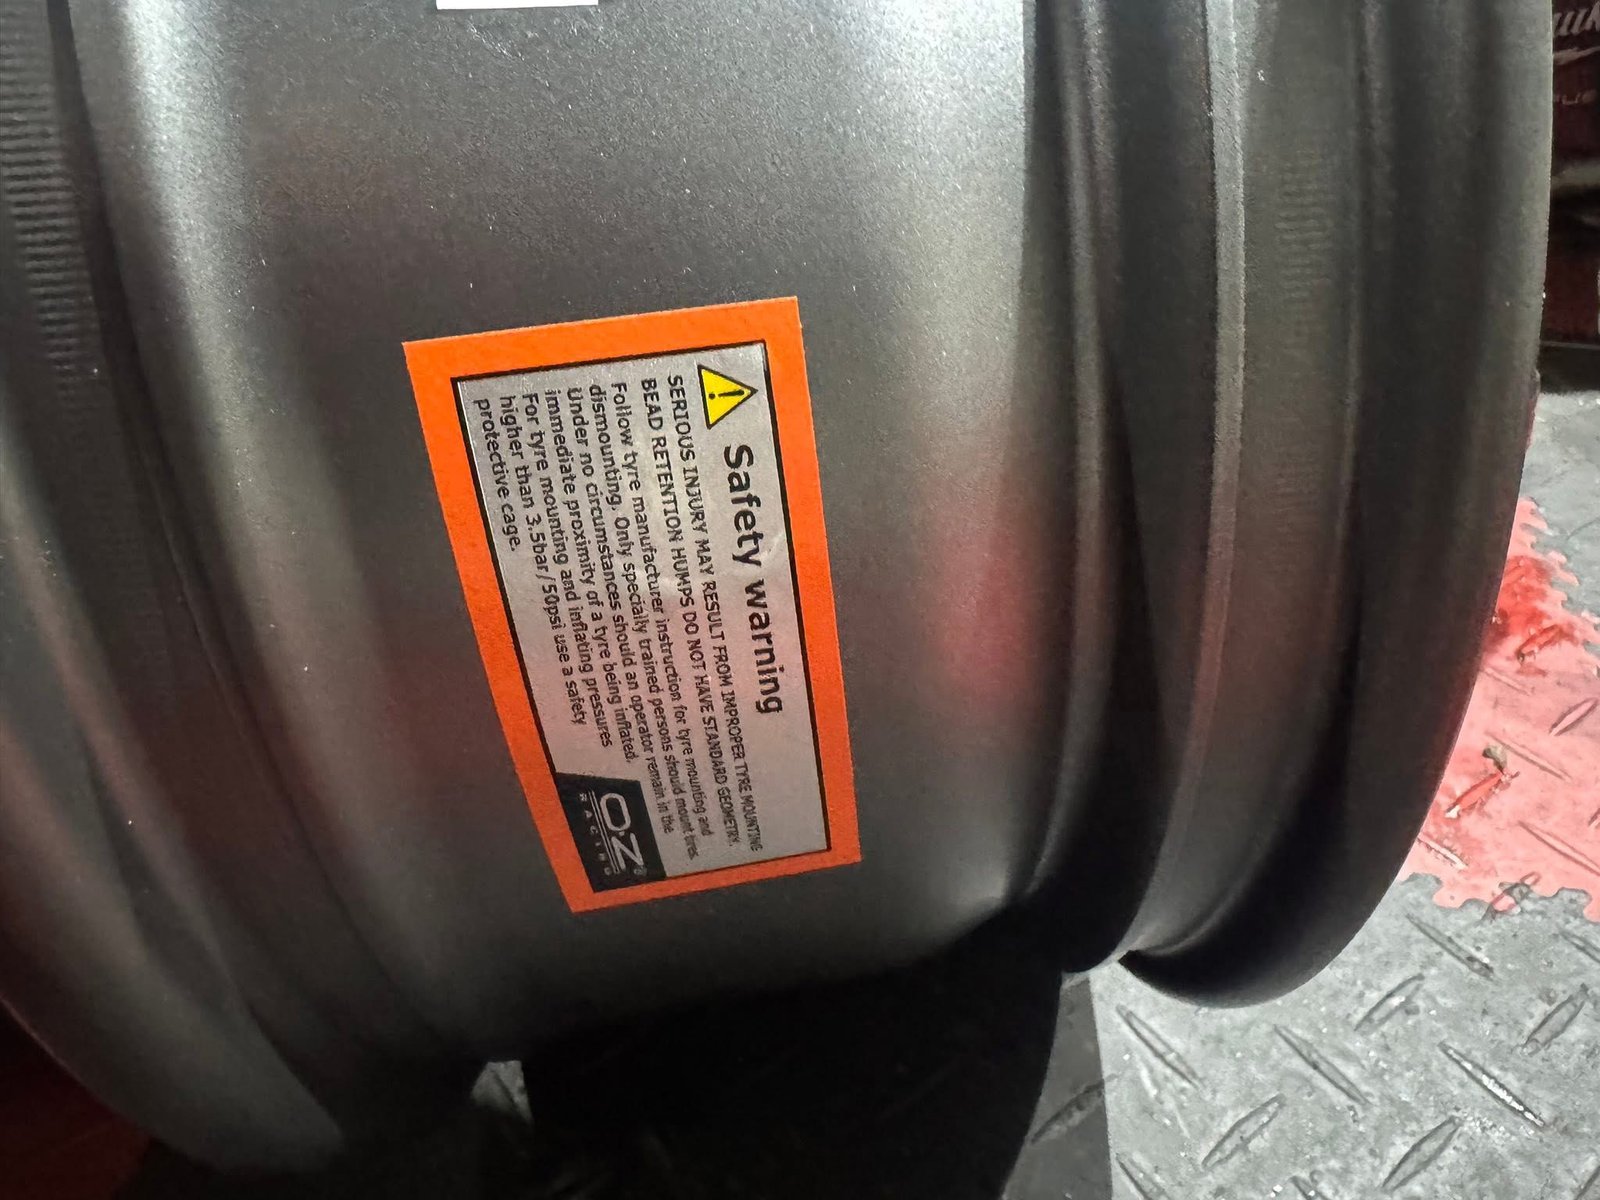 Safety warning
SERIOUS INJURY MAY RESULT FROM IMPROPER TYRE MOUNTING
BEAD RETENTION HUMPS DO NOT HAVE STANDARD GEOMETRY.
Follow tyre manufacturer instruction for tyre mounting and
dismounting. Only specially trained persons should mount tires.
Under no circumstances should an operator remain in the
immediate proximity of a tyre being inflated.
For tyre mounting and inflating pressures
higher than 3.5bar/50psi use a safety
protective cage.
O·Z®
RACING